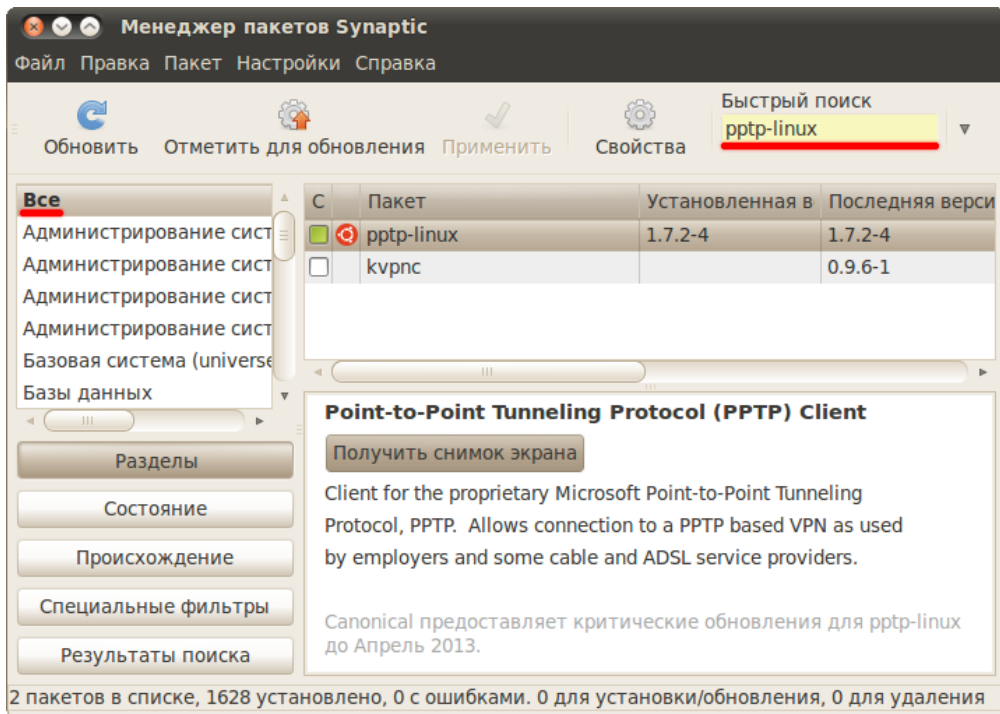 Менеджер пакетов Synaptic
Файл Правка Пакет Настройки Справка
Быстрый поиск
pptp-linux
Обновить Отметить для обновления Применить Свойства
Все
Администрирование сист
Администрирование сист
Администрирование сист
Администрирование сист
Базовая система (universe
Базы данных
Разделы
Состояние
Происхождение
Специальные фильтры
Результаты поиска
С Пакет Установленная в Последняя верси
pptp-linux 1.7.2-4 1.7.2-4
kvpnc 0.9.6-1
Point-to-Point Tunneling Protocol (PPTP) Client
Получить снимок экрана
Client for the proprietary Microsoft Point-to-Point Tunneling
Protocol, PPTP. Allows connection to a PPTP based VPN as used
by employers and some cable and ADSL service providers.
Canonical предоставляет критические обновления для pptp-linux
до Апрель 2013.
2 пакетов в списке, 1628 установлено, 0 с ошибками. 0 для установки/обновления, 0 для удаления